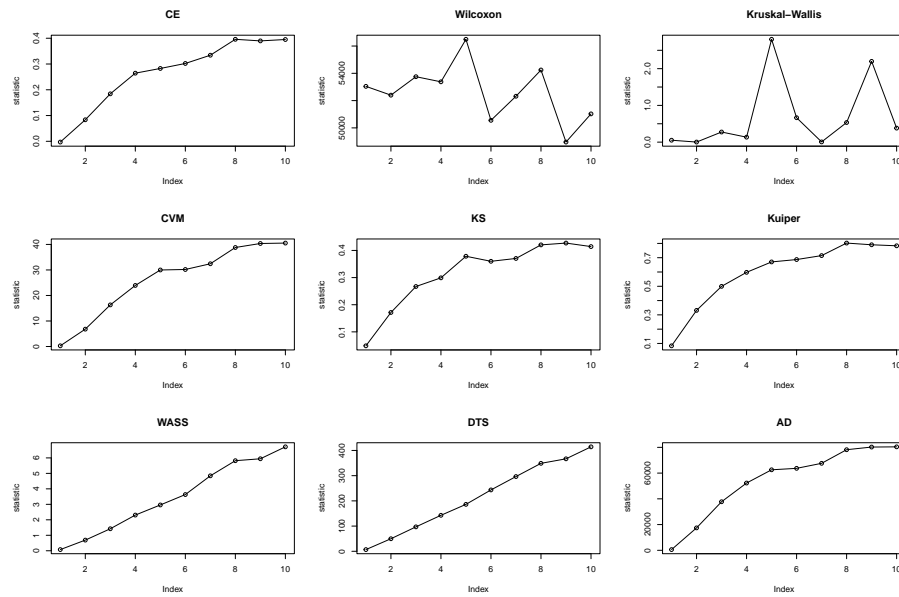 CE
statistic
0.0 0.1 0.2 0.3 0.4
2 4 6 8 10
Index
Wilcoxon
statistic
50000 54000
2 4 6 8 10
Index
Kruskal−Wallis
statistic
0.0 1.0 2.0
2 4 6 8 10
Index
CVM
statistic
0 10 20 30 40
2 4 6 8 10
Index
KS
statistic
0.1 0.2 0.3 0.4
2 4 6 8 10
Index
Kuiper
statistic
0.1 0.3 0.5 0.7
2 4 6 8 10
Index
WASS
statistic
0 1 2 3 4 5 6
2 4 6 8 10
Index
DTS
statistic
0 100 200 300 400
2 4 6 8 10
Index
AD
statistic
0 20000 60000
2 4 6 8 10
Index